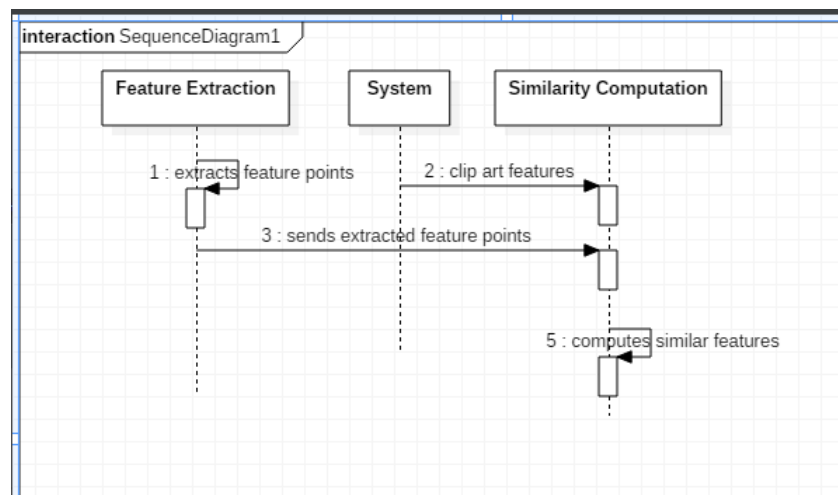 interaction SequenceDiagram1
Feature Extraction
System
Similarity Computation
1 : extracts feature points
2 : clip art features
3 : sends extracted feature points
5 : computes similar features